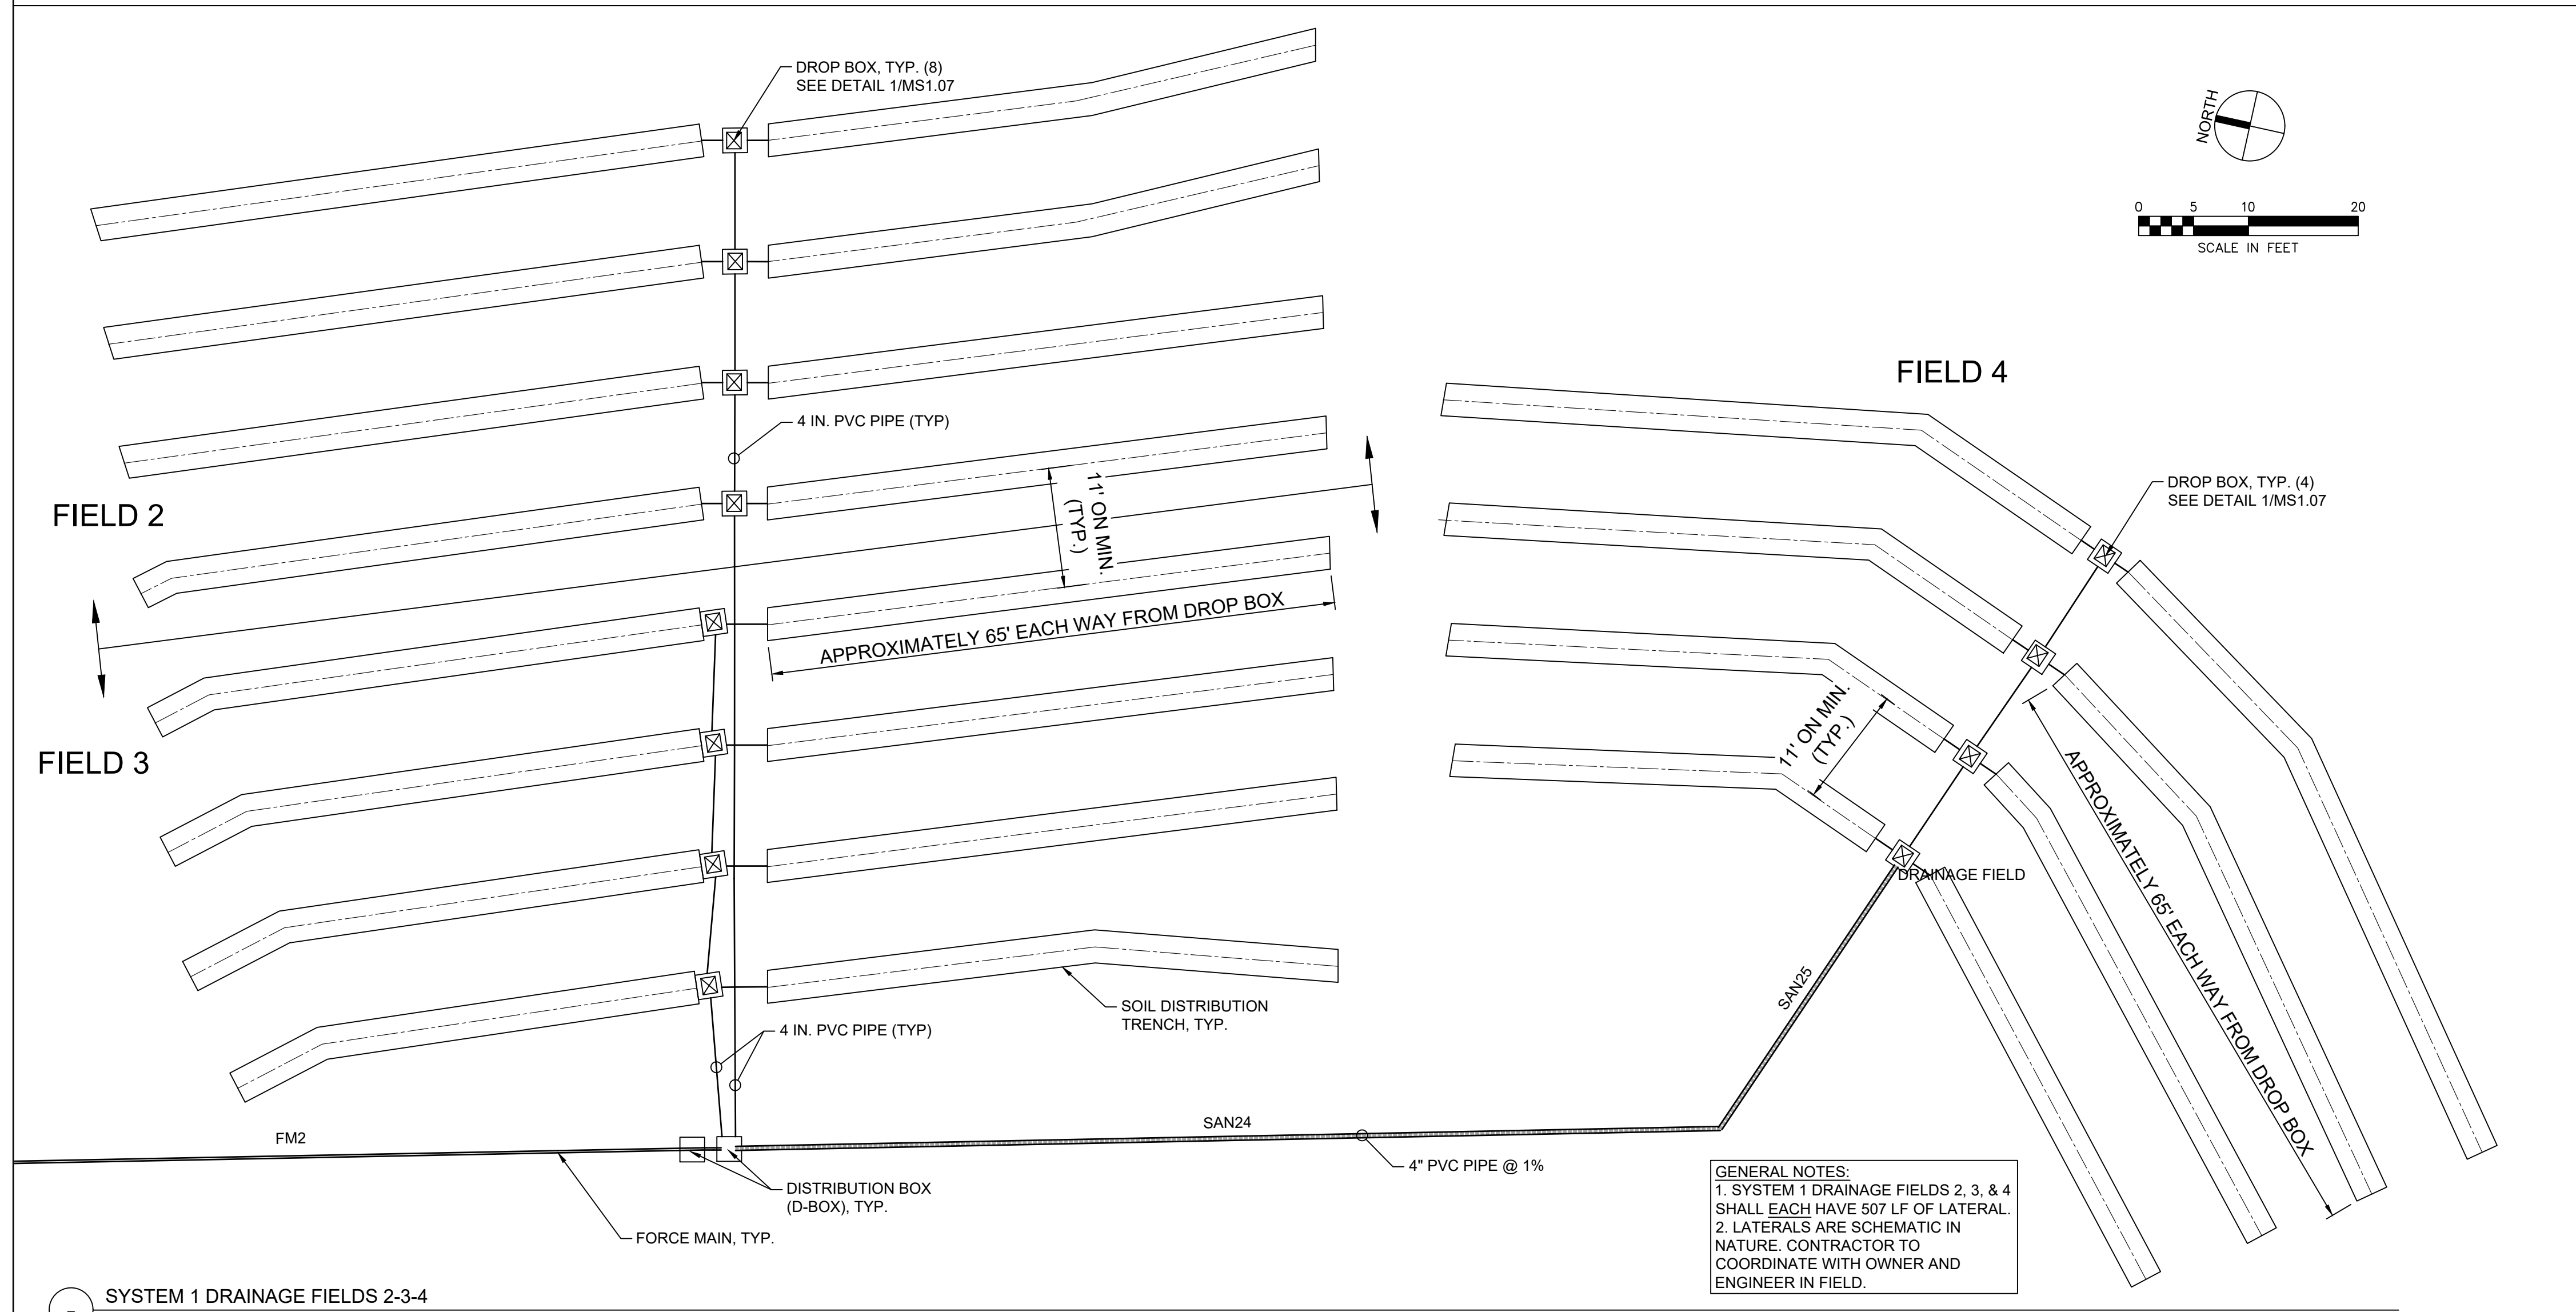 DROP BOX, TYP. (8)
SEE DETAIL 1/MS1.07
NORTH
0 5 10 20
SCALE IN FEET
FIELD 4
4 IN. PVC PIPE (TYP)
11' ON MIN.
(TYP.)
DROP BOX, TYP. (4)
SEE DETAIL 1/MS1.07
FIELD 2
APPROXIMATELY 65' EACH WAY FROM DROP BOX
11' ON MIN.
(TYP.)
FIELD 3
APPROXIMATELY 65' EACH WAY FROM DROP BOX
DRAINAGE FIELD
SAN25
SOIL DISTRIBUTION
TRENCH, TYP.
4 IN. PVC PIPE (TYP)
SAN24
FM2
4" PVC PIPE @ 1%
DISTRIBUTION BOX
(D-BOX), TYP.
FORCE MAIN, TYP.
GENERAL NOTES:
1. SYSTEM 1 DRAINAGE FIELDS 2, 3, & 4
SHALL EACH HAVE 507 LF OF LATERAL.
2. LATERALS ARE SCHEMATIC IN
NATURE. CONTRACTOR TO
COORDINATE WITH OWNER AND
ENGINEER IN FIELD.
SYSTEM 1 DRAINAGE FIELDS 2-3-4